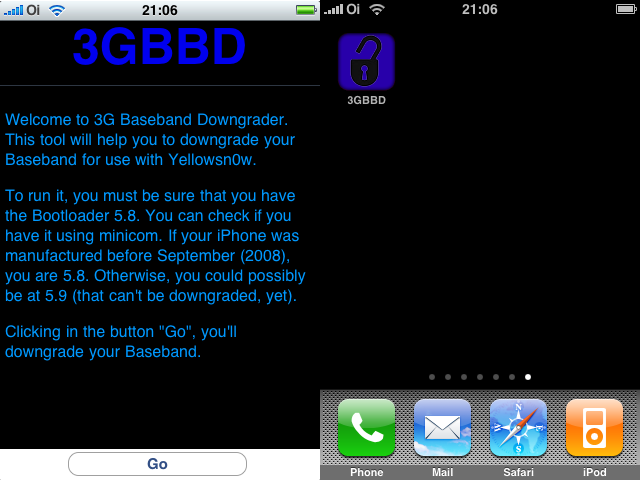 Oi 21:06
3GBBD
Welcome to 3G Baseband Downgrader.
This tool will help you to downgrade your
Baseband for use with Yellowsn0w.
To run it, you must be sure that you have
the Bootloader 5.8. You can check if you
have it using minicom. If your iPhone was
manufactured before September (2008),
you are 5.8. Otherwise, you could possibly
be at 5.9 (that can't be downgraded, yet).
Clicking in the button "Go", you'll
downgrade your Baseband.
Go
Oi 21:06
3GBBD
N
Phone Mail Safari iPod